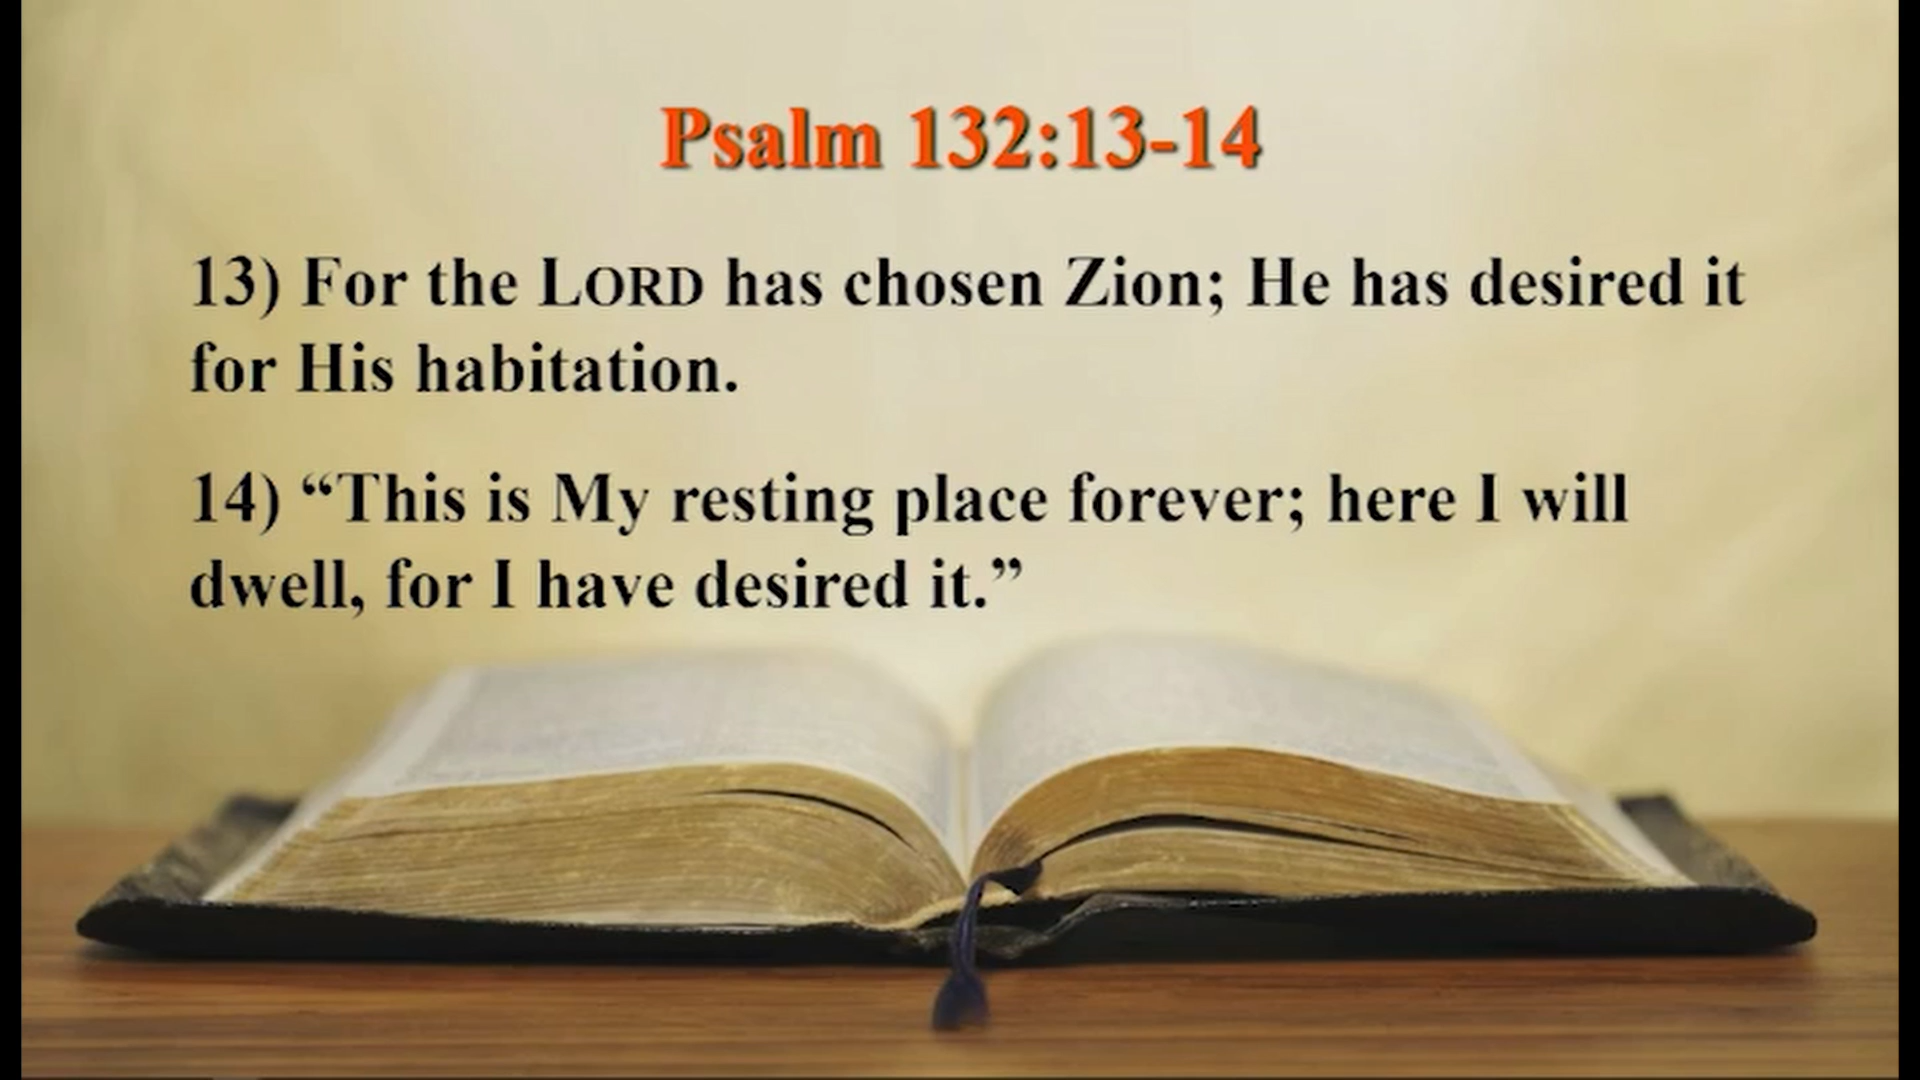 Psalm 132:13-14
13) For the LORD has chosen Zion; He has desired it
for His habitation.
14) “This is My resting place forever; here I will
dwell, for I have desired it.”